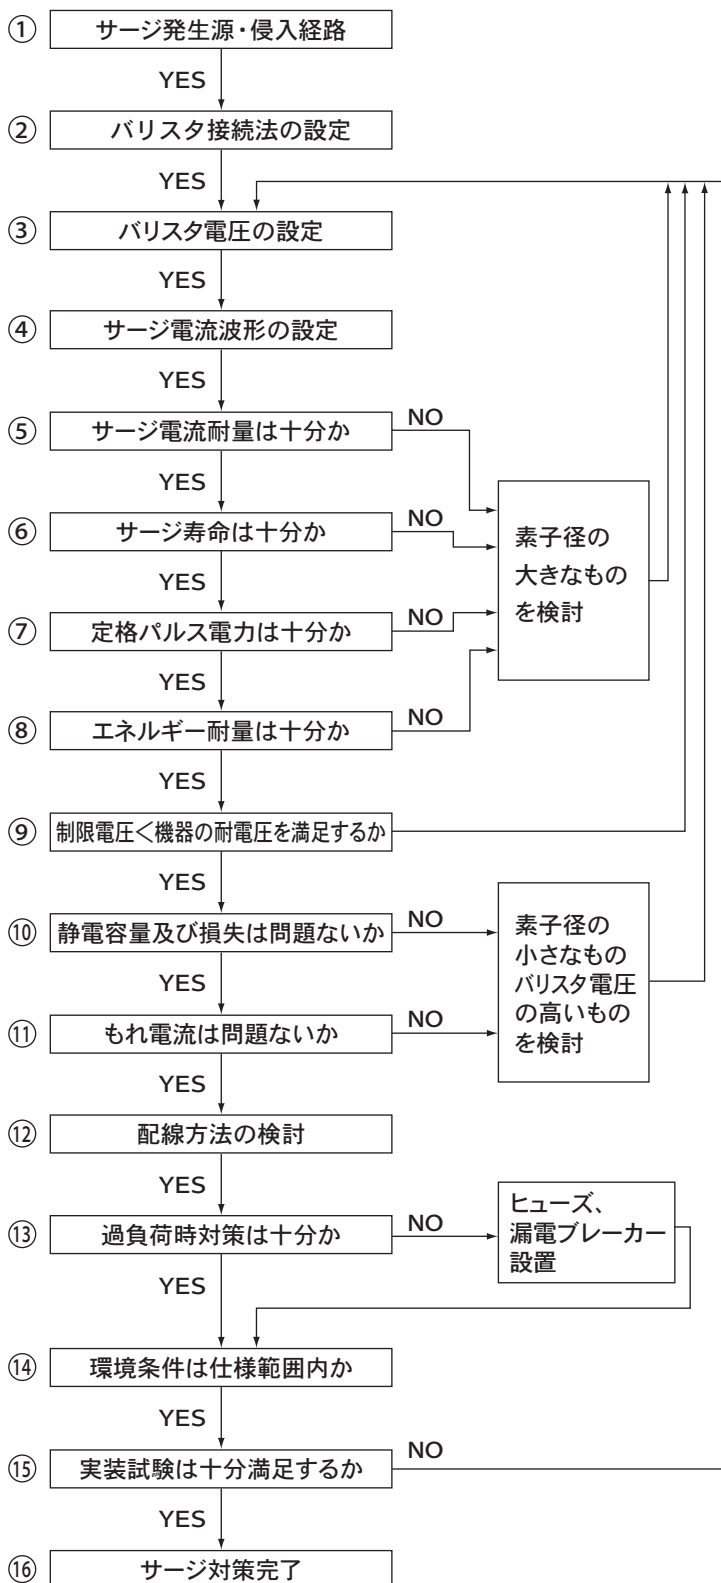 ① サージ発生源・侵入経路
YES
② バリスタ接続法の設定
YES
③ バリスタ電圧の設定
YES
④ サージ電流波形の設定
YES
⑤ サージ電流耐量は十分か NO
YES
⑥ サージ寿命は十分か NO
素子径の
大きなもの
を検討
YES
⑦ 定格パルス電力は十分か NO
YES
⑧ エネルギー耐量は十分か NO
YES
⑨ 制限電圧＜機器の耐電圧を満足するか
YES
⑩ 静電容量及び損失は問題ないか NO
素子径の
小さなもの
バリスタ電圧
の高いもの
を検討
YES
⑪ もれ電流は問題ないか NO
YES
⑫ 配線方法の検討
YES
⑬ 過負荷時対策は十分か NO
ヒューズ、
漏電ブレーカー
設置
YES
⑭ 環境条件は仕様範囲内か
YES
⑮ 実装試験は十分満足するか NO
YES
⑯ サージ対策完了